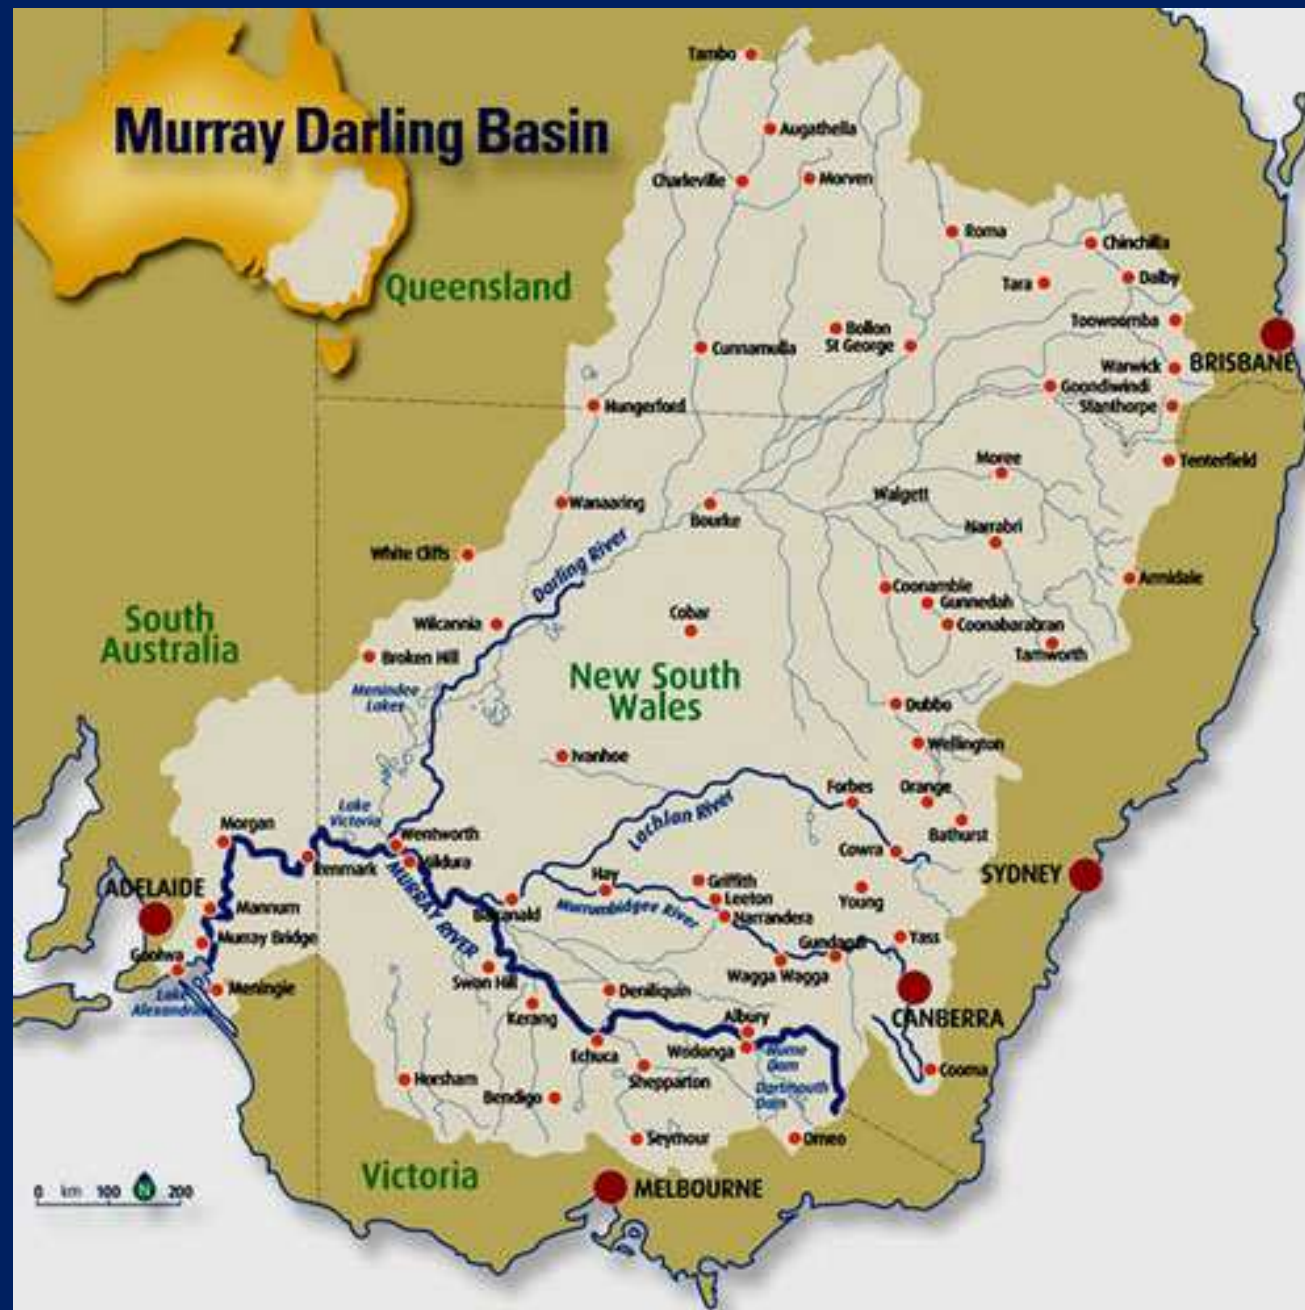 Tambo
Murray Darling Basin
Augathella
Charleville
Morven
Roma
Chinchilla
Queensland
Tara
Dalby
Toowoomba
Bollon
St George
Cunnamulla
BRISBANE
Warwick
Goondiwindi
Stanthorpe
Hungerford
Moree
Tenterfield
Walgett
Wanaaring
Bourke
Narrabri
White Cliffs
Darling River
Armidale
Coonamble
Gunnedah
South
Australia
Wilcannia
Cobar
Coonabarabran
Tamworth
Broken Hill
New South
Wales
Menindee
Lakes
Dubbo
Wellington
Ivanhoe
Forbes
Orange
Lake
Victoria
Lachlan River
Morgan
Wentworth
Bathurst
Mildura
Cowra
Renmark
SYDNEY
ADELAIDE
MURRAY RIVER
Hay
Griffith
Leeton
Young
Balranald
Murrumbidgee River
Narrandera
Mannum
Murray Bridge
Yass
Goolwa
Gundagai
Swon Hill
Wagga Wagga
Meningie
Deniliquin
Lake
CANBERRA
Kerang
Albury
Echuca
Wodonga
Hume
Dam
Cooma
Horsham
Shepparton
Dartmouth
Dam
Bendigo
Seymour
Omeo
Victoria
MELBOURNE
0 km 100 N 200